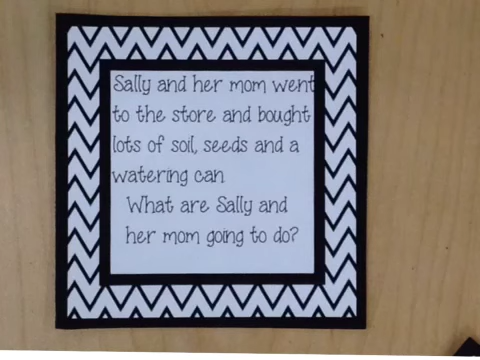 Sally and her mom went
to the store and bought
lots of soil, seeds and a
watering can
What are Sally and
her mom going to do?